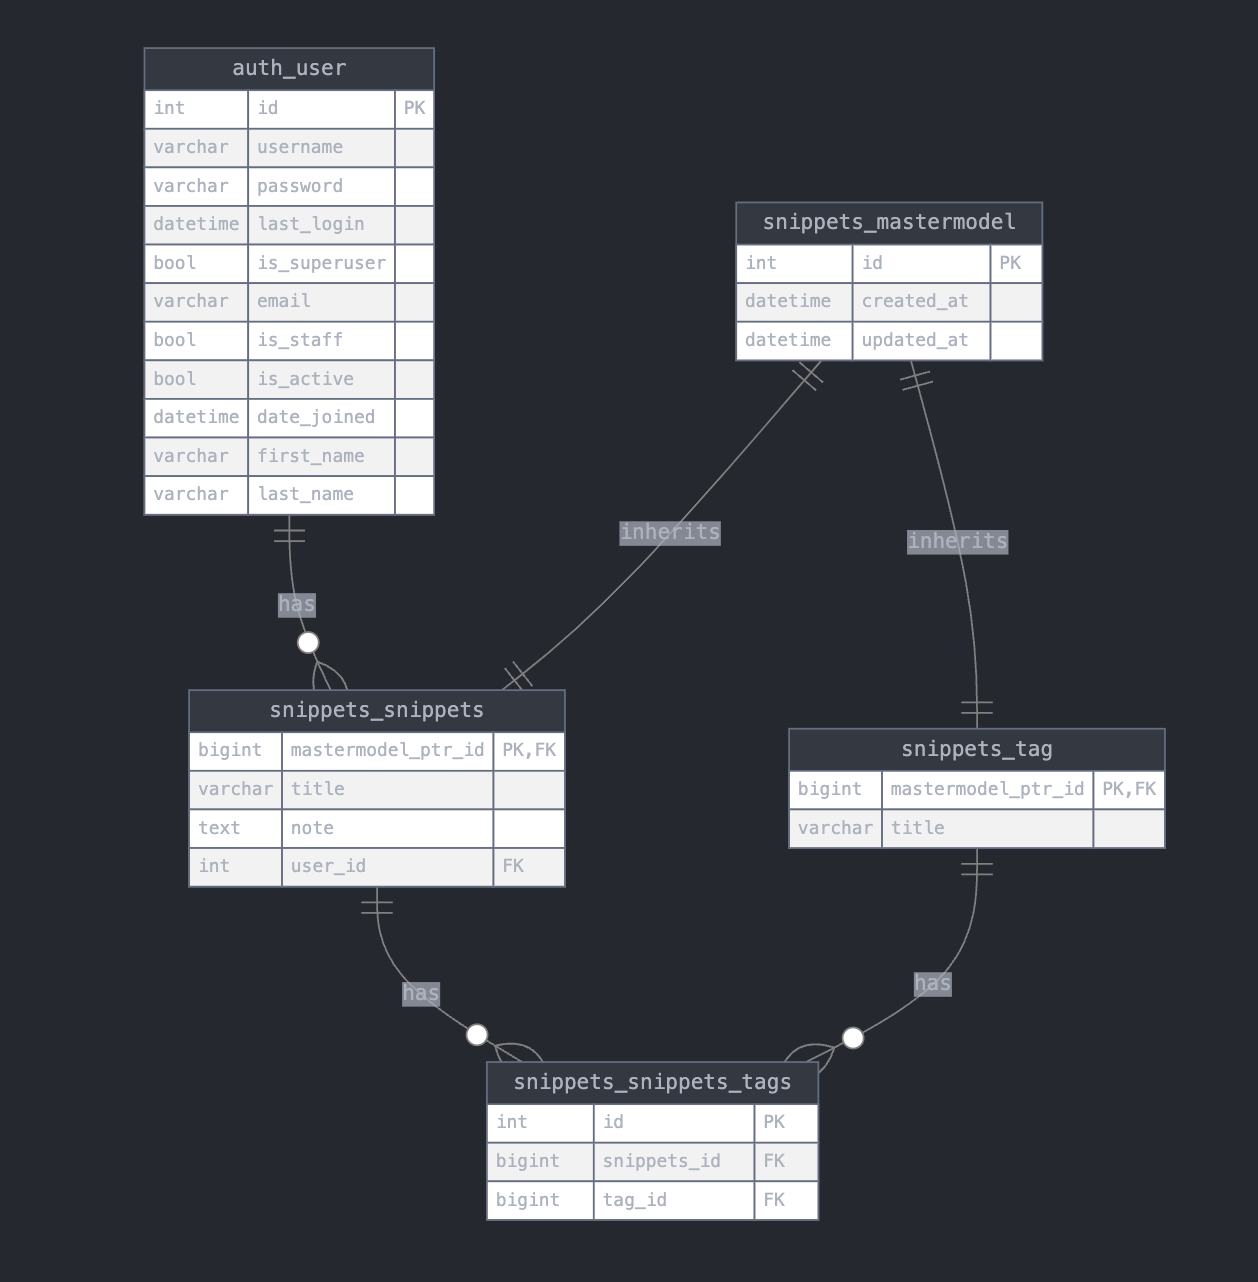 auth_user
int id PK
varchar username
varchar password
datetime last_login
bool is_superuser
varchar email
bool is_staff
bool is_active
datetime date_joined
varchar first_name
varchar last_name
snippets_mastermodel
int id PK
datetime created_at
datetime updated_at
inherits
inherits
has
snippets_snippets
bigint mastermodel_ptr_id PK,FK
varchar title
text note
int user_id FK
snippets_tag
bigint mastermodel_ptr_id PK,FK
varchar title
has
has
snippets_snippets_tags
int id PK
bigint snippets_id FK
bigint tag_id FK